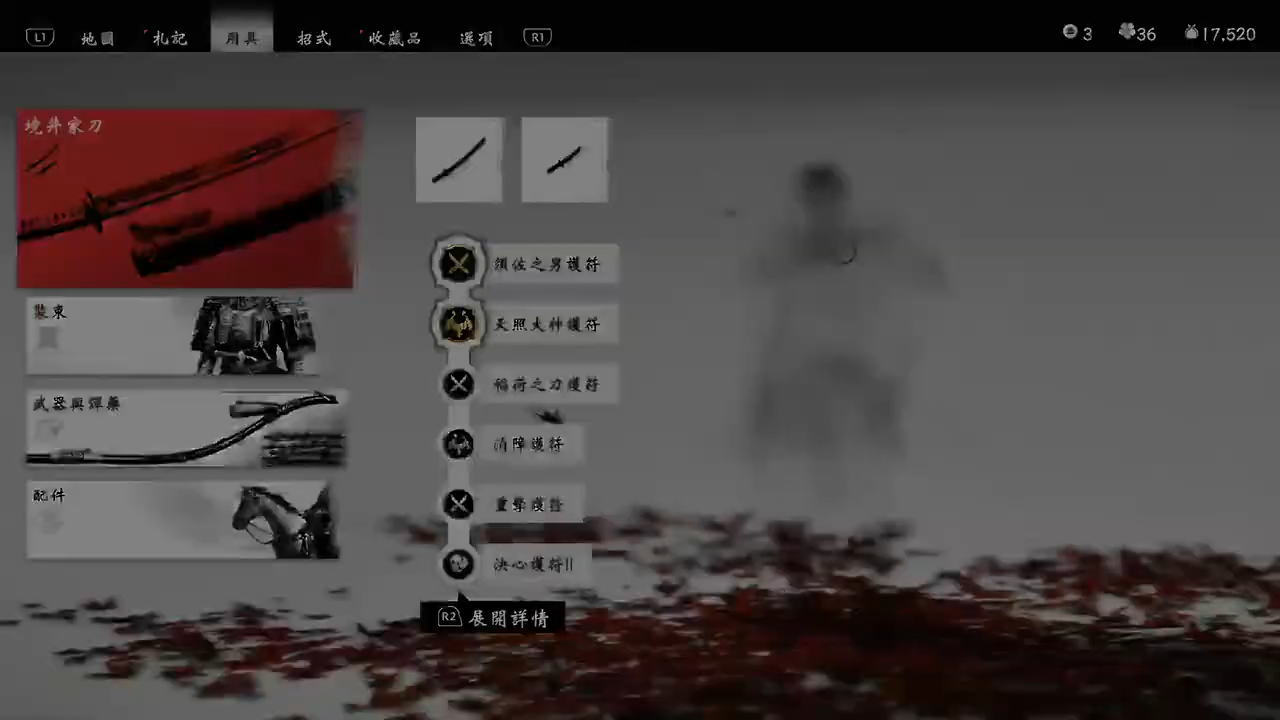 L1 地圖 札記 用具 招式 收藏品 選項 R1 3 36 17,520
境井家刀
裝束
武器與彈藥
配件
須佐之男護符
天照大神護符
稻荷之力護符
消障護符
重擊護符
決心護符II
R2 展開詳情